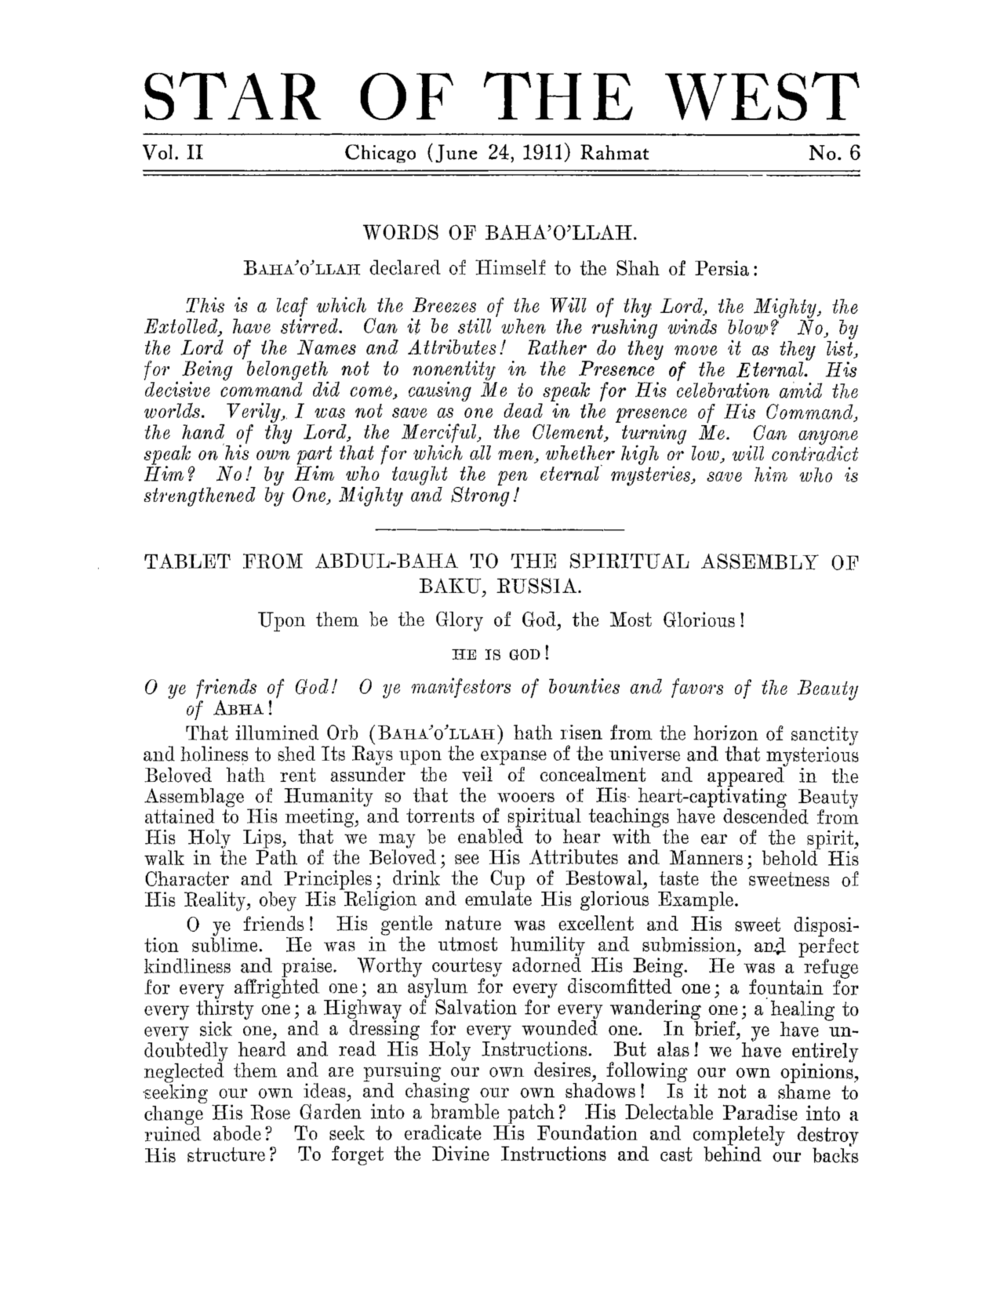 STAR OF THE WEST
Vol. II Chicago (June 24, 1911) Rahmat No. 6
WORDS OF BAHA'O'LLAH.
BAHA'O'LLAH declared of Himself to the Shah of Persia:
This is a leaf which the Breezes of the Will of thy Lord, the Mighty, the
Extolled, have stirred. Can it be still when the rushing winds blow? No, by
the Lord of the Names and Attributes! Rather do they move it as they list,
for Being belongeth not to nonentity in the Presence of the Eternal. His
decisive command did come, causing Me to speak for His celebration amid the
worlds. Verily, I was not save as one dead in the presence of His Command,
the hand of thy Lord, the Merciful, the Clement, turning Me. Can anyone
speak on his own part that for which all men, whether high or low, will contradict
Him? No! by Him who taught the pen eternal mysteries, save him who is
strengthened by One, Mighty and Strong!
TABLET FROM ABDUL-BAHA TO THE SPIRITUAL ASSEMBLY OF
BAKU, RUSSIA.
Upon them be the Glory of God, the Most Glorious!
HE IS GOD!
O ye friends of God! O ye manifestors of bounties and favors of the Beauty
of ABHA!
That illumined Orb (BAHA'O'LLAH) hath risen from the horizon of sanctity
and holiness to shed Its Rays upon the expanse of the universe and that mysterious
Beloved hath rent assunder the veil of concealment and appeared in the
Assemblage of Humanity so that the wooers of His heart-captivating Beauty
attained to His meeting, and torrents of spiritual teachings have descended from
His Holy Lips, that we may be enabled to hear with the ear of the spirit,
walk in the Path of the Beloved; see His Attributes and Manners; behold His
Character and Principles; drink the Cup of Bestowal, taste the sweetness of
His Reality, obey His Religion and emulate His glorious Example.
O ye friends! His gentle nature was excellent and His sweet disposi-
tion sublime. He was in the utmost humility and submission, and perfect
kindliness and praise. Worthy courtesy adorned His Being. He was a refuge
for every affrighted one; an asylum for every discomfitted one; a fountain for
every thirsty one; a Highway of Salvation for every wandering one; a healing to
every sick one, and a dressing for every wounded one. In brief, ye have un-
doubtedly heard and read His Holy Instructions. But alas! we have entirely
neglected them and are pursuing our own desires, following our own opinions,
seeking our own ideas, and chasing our own shadows! Is it not a shame to
change His Rose Garden into a bramble patch? His Delectable Paradise into a
ruined abode? To seek to eradicate His Foundation and completely destroy
His structure? To forget the Divine Instructions and cast behind our backs